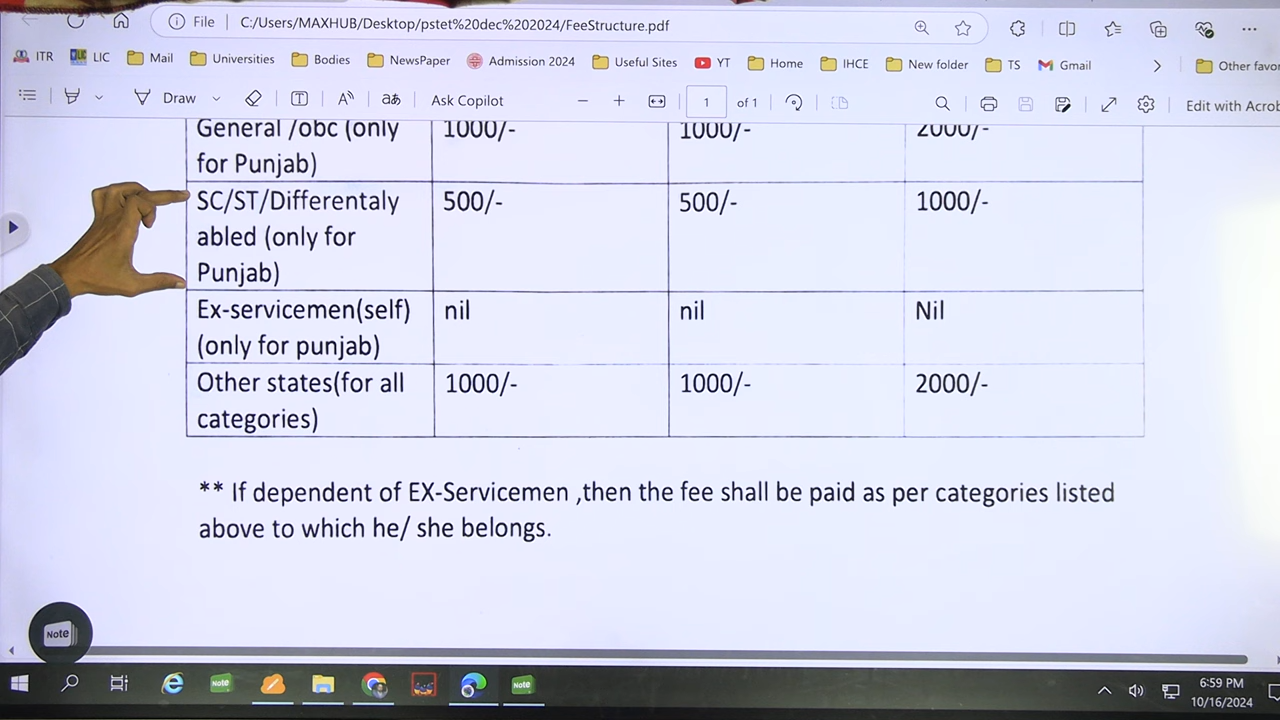 File C:/Users/MAXHUB/Desktop/pstet%20dec%202024/FeeStructure.pdf
ITR LIC Mail Universities Bodies NewsPaper Admission 2024 Useful Sites YT Home IHCE New folder TS Gmail Other favor
Draw Ask Copilot 1 of 1 Edit with Acrob
General /obc (only 1000/- 1000/- 2000/-
for Punjab)
SC/ST/Differentaly 500/- 500/- 1000/-
abled (only for
Punjab)
Ex-servicemen(self) nil nil Nil
(only for punjab)
Other states(for all 1000/- 1000/- 2000/-
categories)
** If dependent of EX-Servicemen ,then the fee shall be paid as per categories listed
above to which he/ she belongs.
Note
Note Note 6:59 PM
10/16/2024